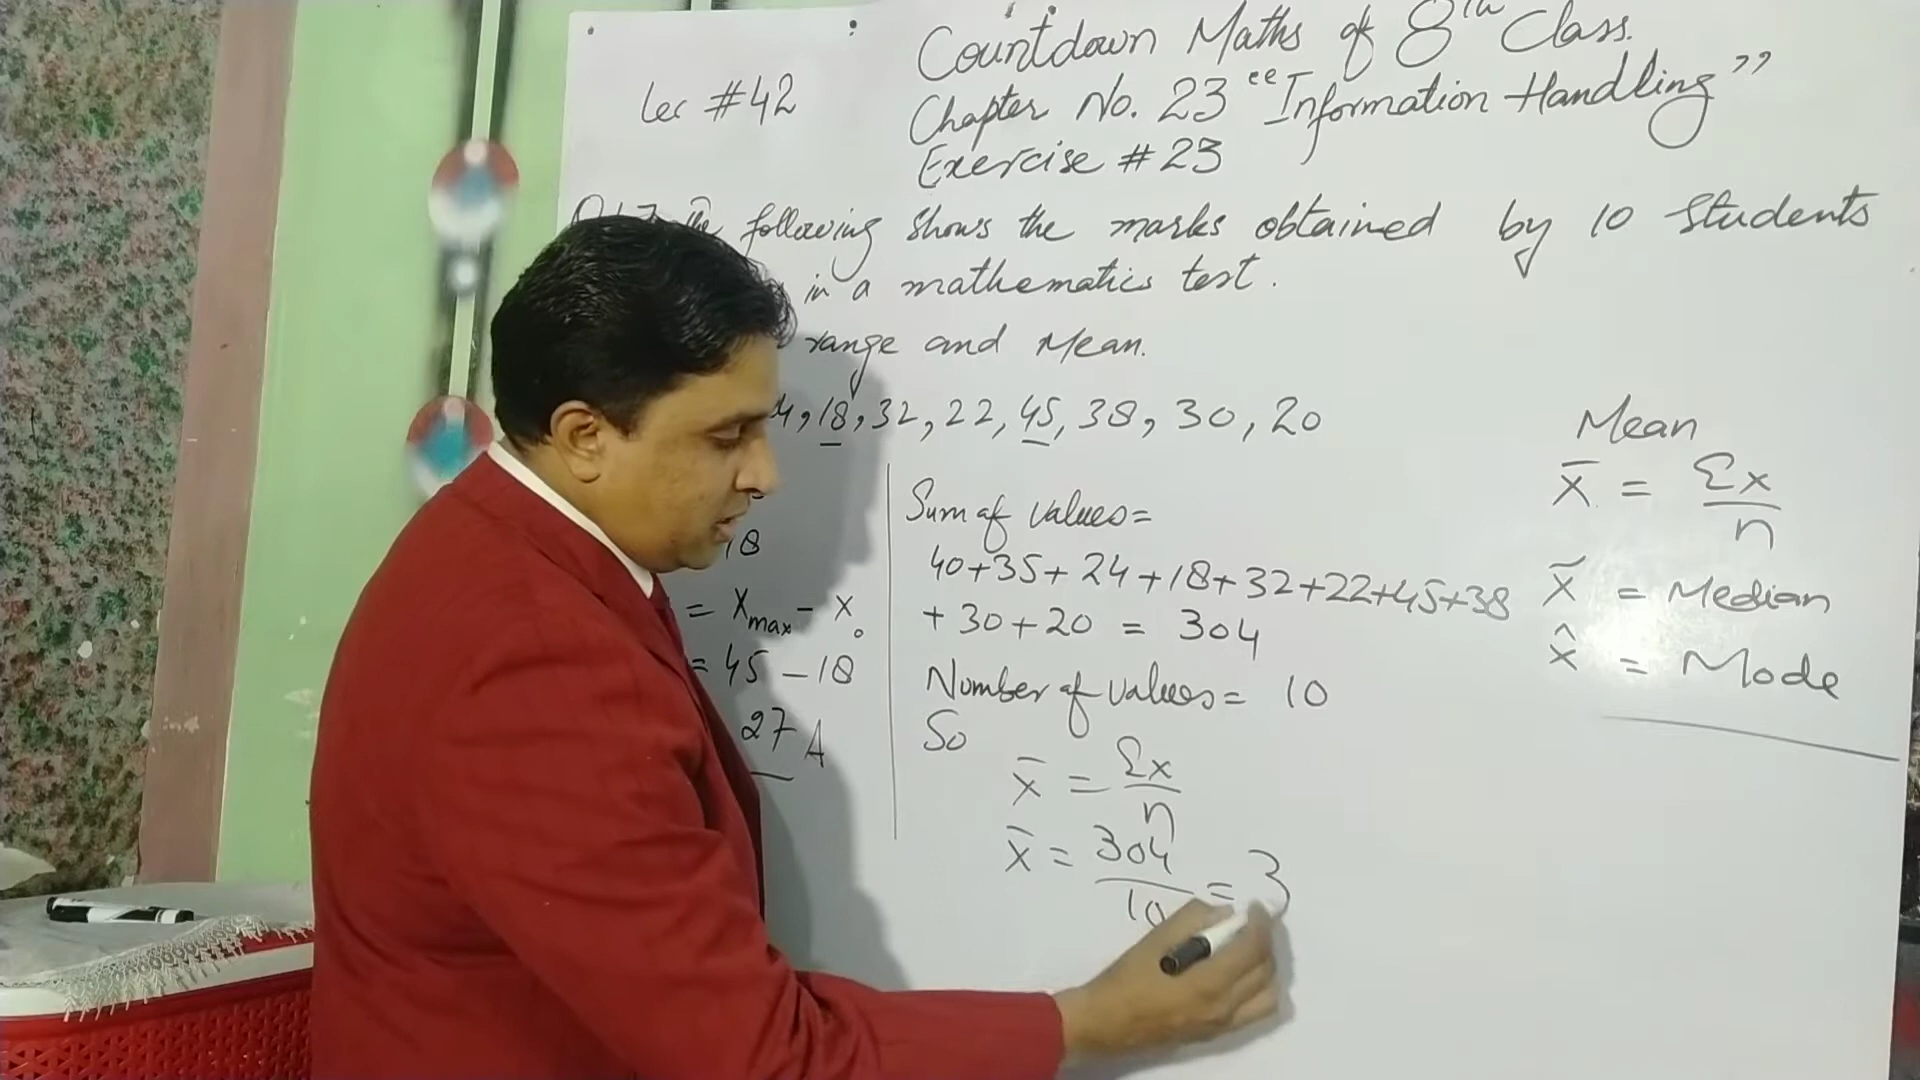 Countdown Maths of 8th Class.
Lec #42
Chapter No. 23 "Information Handling"
Exercise #23
the following shows the marks obtained by 10 Students
in a mathematics test.
range and Mean.
4, 18, 32, 22, 45, 38, 30, 20
18
= Xmax - X₀
= 45 - 18
27 A
Sum of values =
40+35+24+18+32+22+45+38
+30+20 = 304
Number of values = 10
So
x̄ = Σx/n
x̄ = 304/10 = 3
Mean
X̄ = Σx/n
x̃ = Median
x̂ = Mode